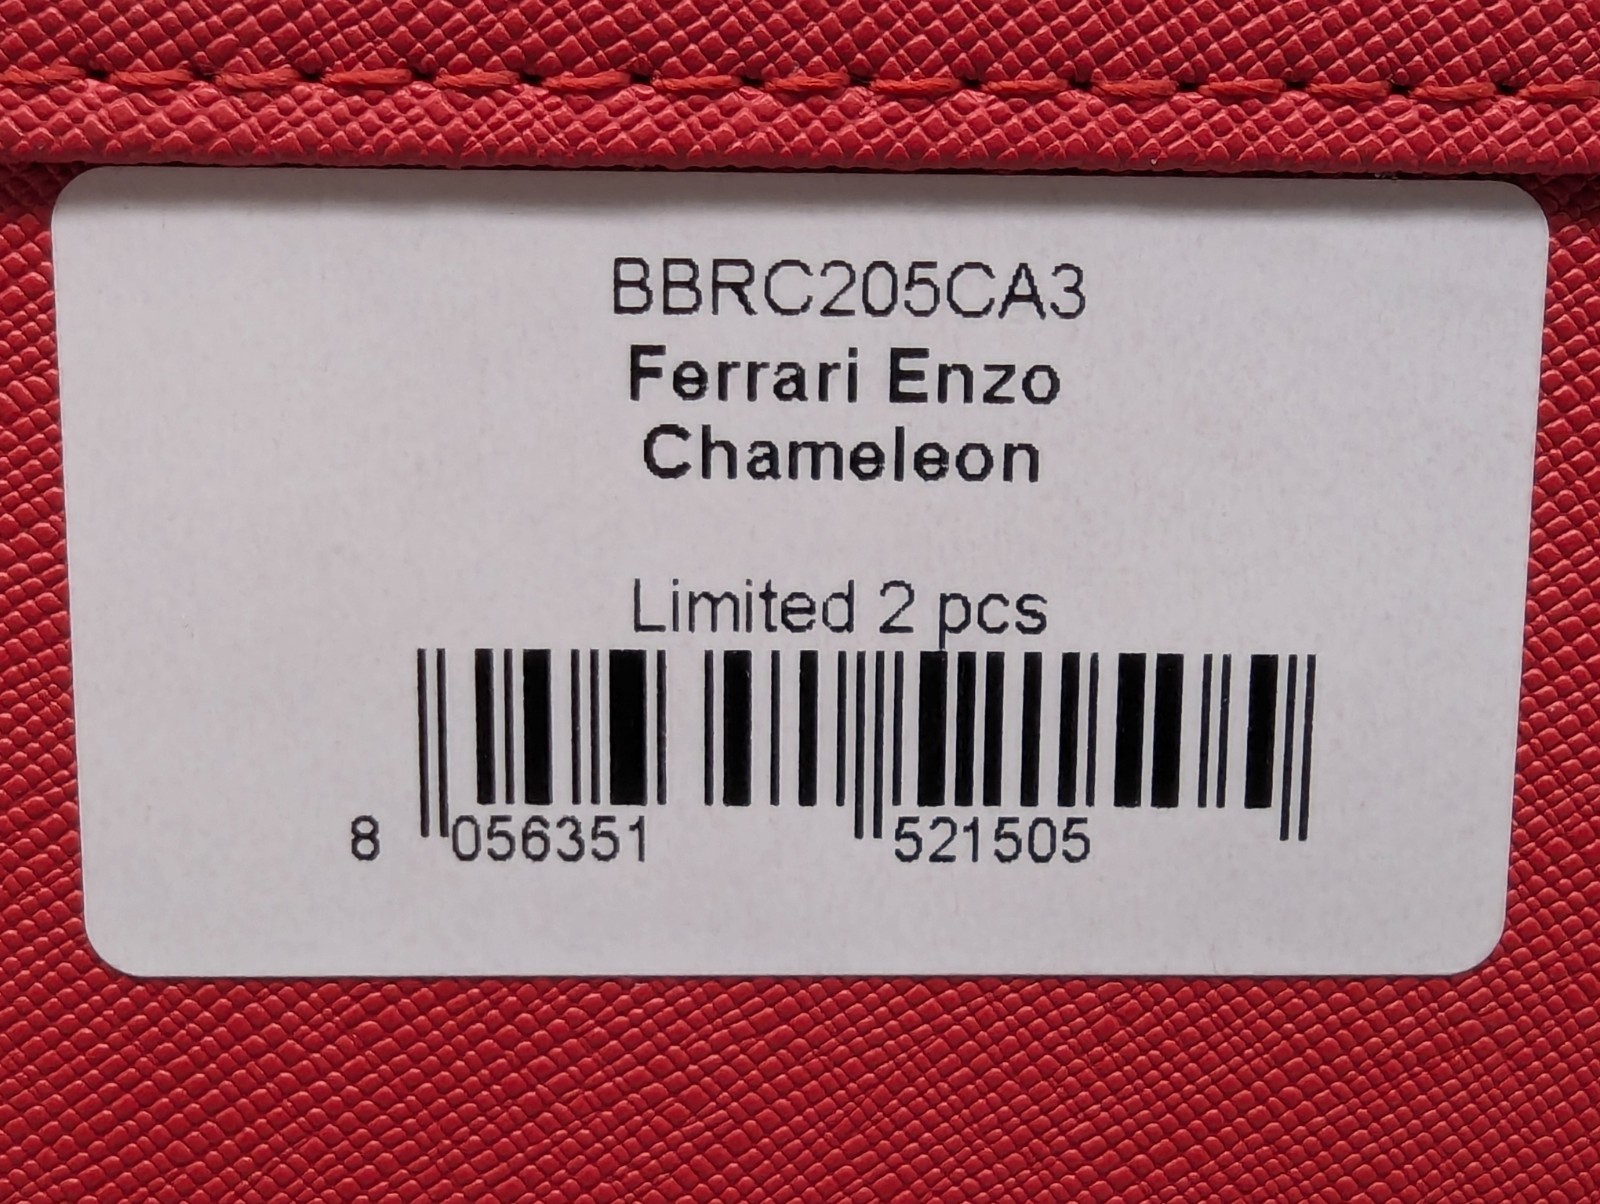 BBRC205CA3
Ferrari Enzo
Chameleon
Limited 2 pcs
8 056351 521505